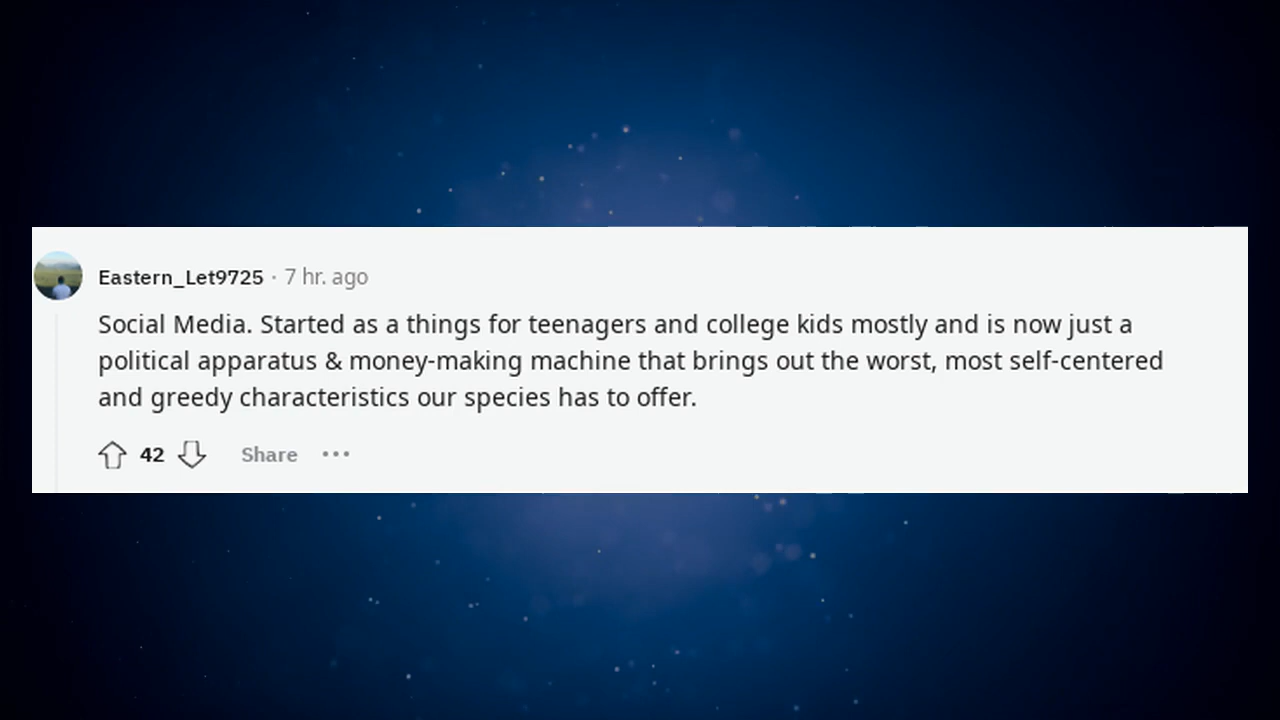 Eastern_Let9725 · 7 hr. ago
Social Media. Started as a things for teenagers and college kids mostly and is now just a
political apparatus & money-making machine that brings out the worst, most self-centered
and greedy characteristics our species has to offer.
42 Share •••